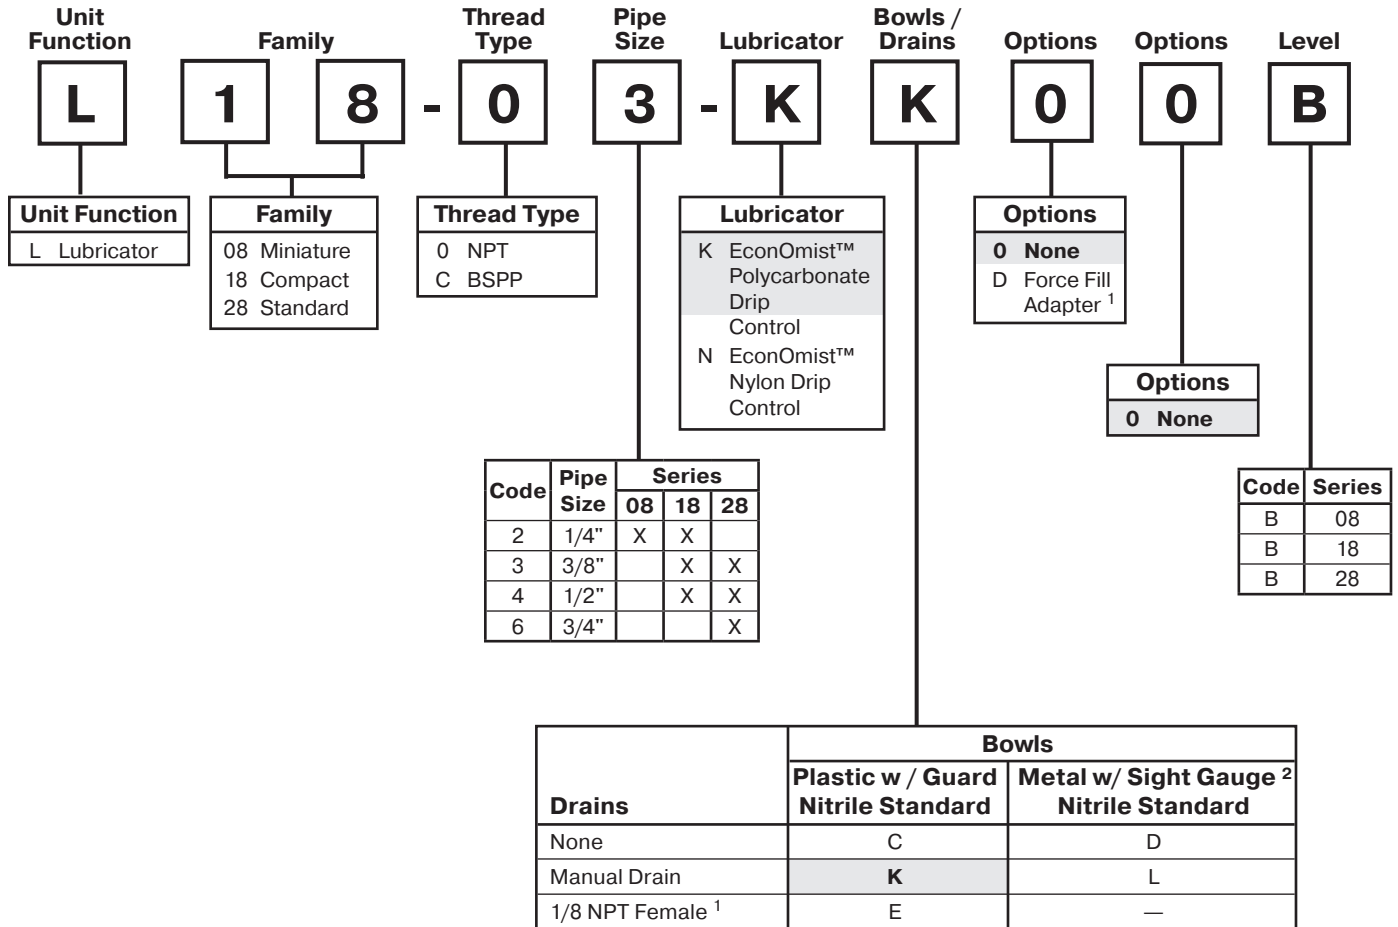 Unit
Function
Family
Thread
Type
Pipe
Size
Lubricator
Bowls /
Drains
Options
Options
Level
L 1 8 - 0 3 - K K 0 0 B
Unit Function
L Lubricator
Family
08 Miniature
18 Compact
28 Standard
Thread Type
0 NPT
C BSPP
Lubricator
K EconOmist™
Polycarbonate
Drip
Control
N EconOmist™
Nylon Drip
Control
Options
0 None
D Force Fill
Adapter 1
Options
0 None
Code Pipe Size Series
08 18 28
2 1/4" X X
3 3/8" X X
4 1/2" X X
6 3/4" X
Code Series
B 08
B 18
B 28
Bowls
Drains
Plastic w / Guard
Nitrile Standard
Metal w/ Sight Gauge 2
Nitrile Standard
None C D
Manual Drain K L
1/8 NPT Female 1 E —